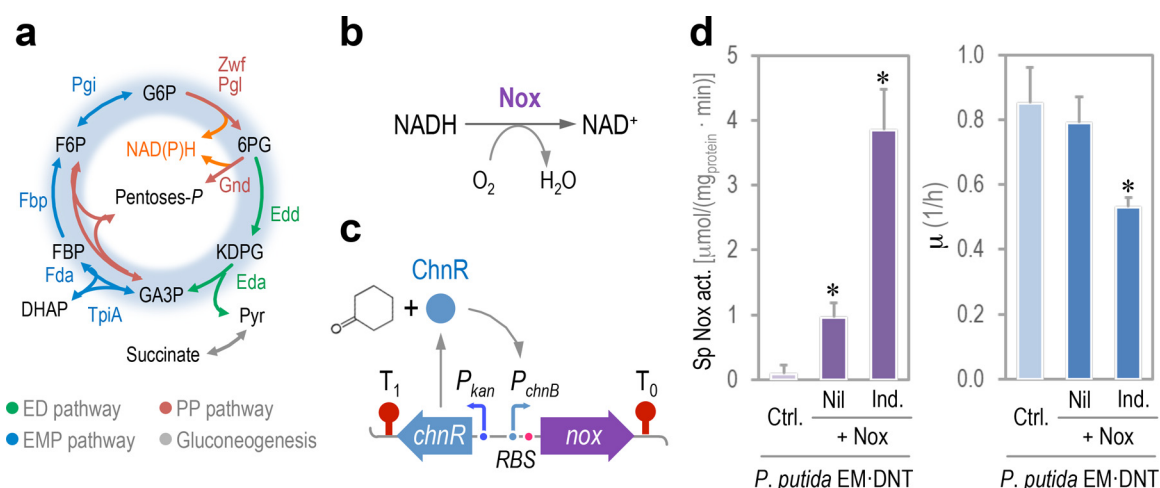 a
Zwf
Pgl
Pgi
G6P
F6P
NAD(P)H
6PG
Gnd
Pentoses-P
Fbp
Edd
FBP
KDPG
Fda
Eda
GA3P
DHAP
TpiA
Pyr
Succinate
ED pathway
PP pathway
EMP pathway
Gluconeogenesis
b
Nox
NADH
NAD⁺
O₂
H₂O
c
ChnR
+
O
T₁
Pkan
PchnB
T₀
chnR
nox
RBS
d
Sp Nox act. [µmol/(mgprotein · min)]
5
4
3
2
1
0
*
*
Ctrl.
Nil
Ind.
+ Nox
P. putida EM·DNT
µ (1/h)
1.0
0.8
0.6
0.4
0.2
0.0
*
Ctrl.
Nil
Ind.
+ Nox
P. putida EM·DNT